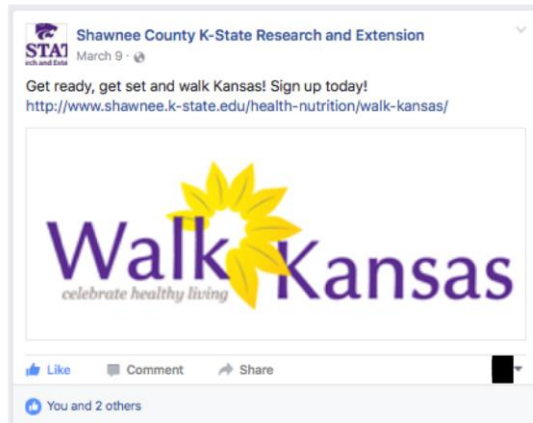 Shawnee County K-State Research and Extension
March 9
Get ready, get set and walk Kansas! Sign up today!
http://www.shawnee.k-state.edu/health-nutrition/walk-kansas/
Walk Kansas
celebrate healthy living
Like Comment Share
You and 2 others